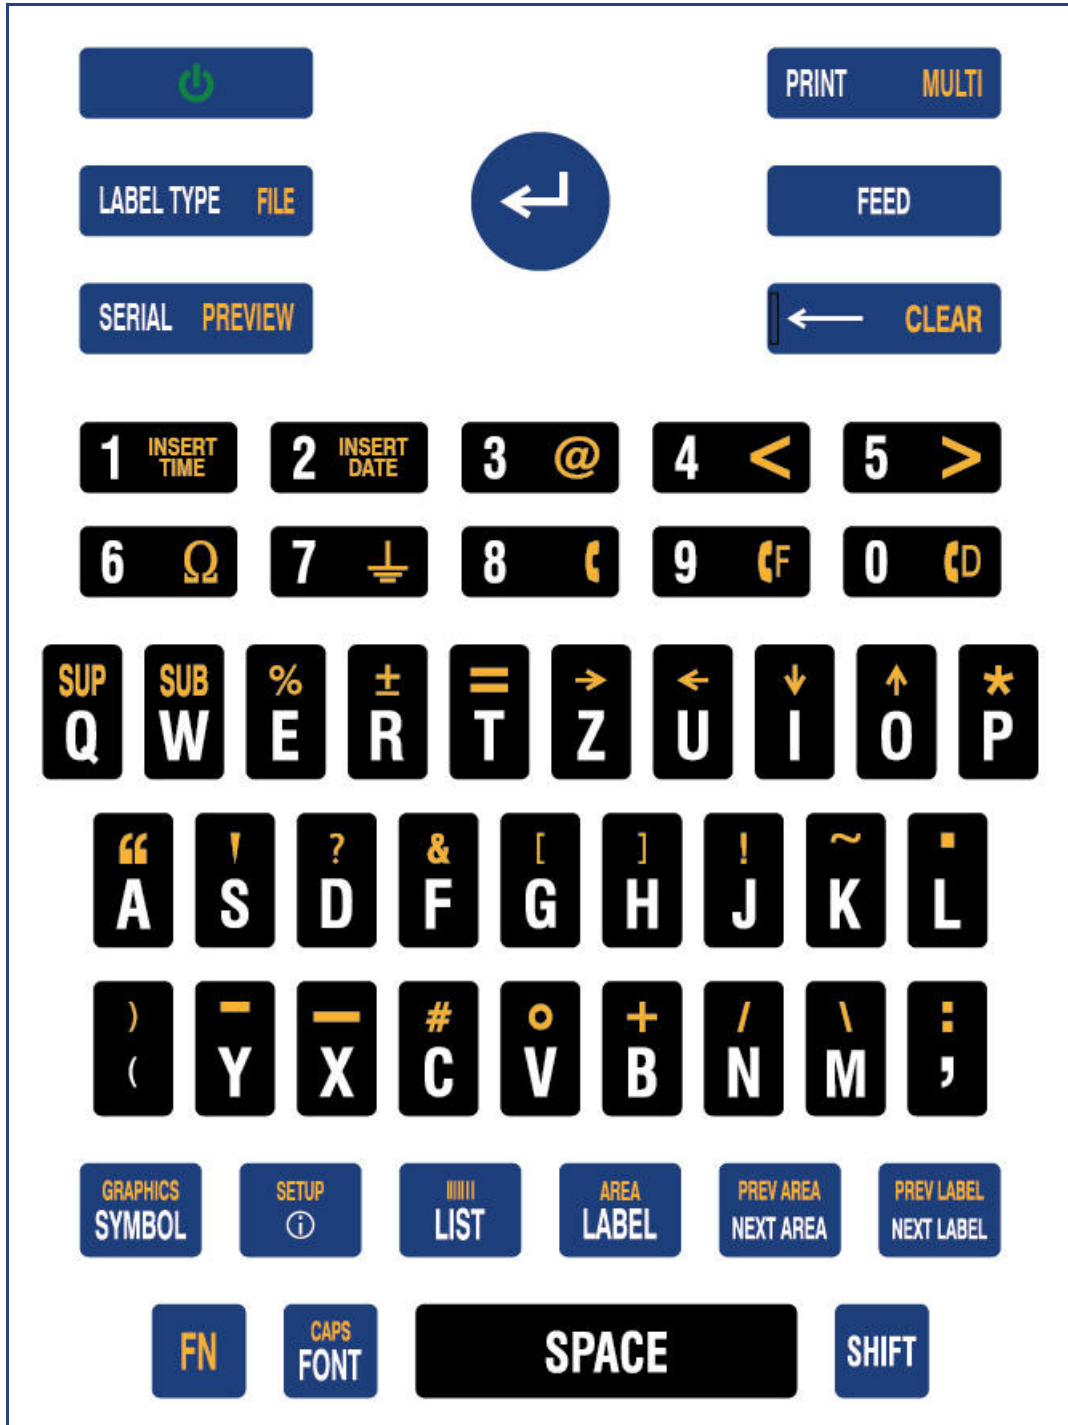 PRINT MULTI
LABEL TYPE FILE
FEED
SERIAL PREVIEW
← CLEAR
1 INSERT TIME 2 INSERT DATE 3 @ 4 < 5 >
6 Ω 7 ⏚ 8 9 F 0 D
SUP SUB % ± = → ← ↓ ↑ *
Q W E R T Z U I O P
“ ' ? & [ ] ! ~ .
A S D F G H J K L
) - — # ° + / \ :
( Y X C V B N M ,
GRAPHICS SETUP AREA PREV AREA PREV LABEL
SYMBOL ⓘ LIST LABEL NEXT AREA NEXT LABEL
CAPS
FN FONT SPACE SHIFT